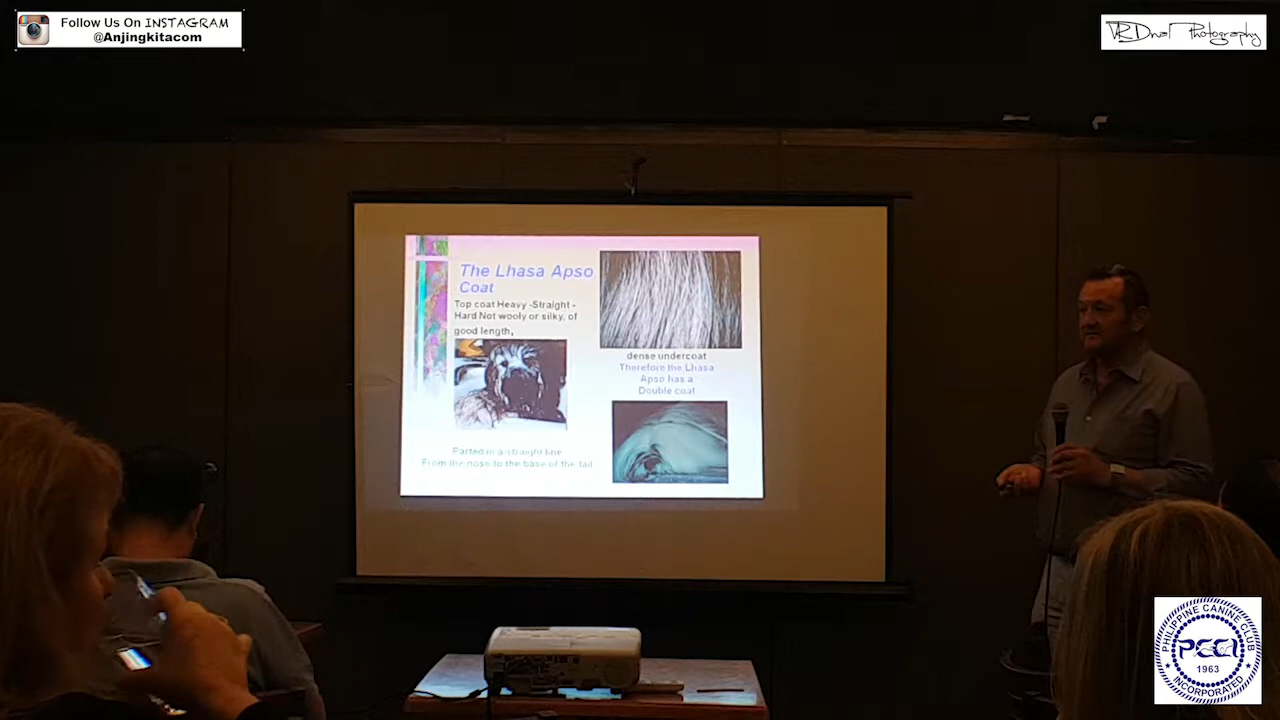 Follow Us On INSTAGRAM
@Anjingkitacom
VRDnal Photography
The Lhasa Apso
Coat
Top coat Heavy -Straight -
Hard Not wooly or silky, of
good length,
dense undercoat
Therefore the Lhasa
Apso has a
Double coat
Parted in a straight line
From the nose to the base of the tail
PHILIPPINE CANINE CLUB
PCCI
1963
INCORPORATED